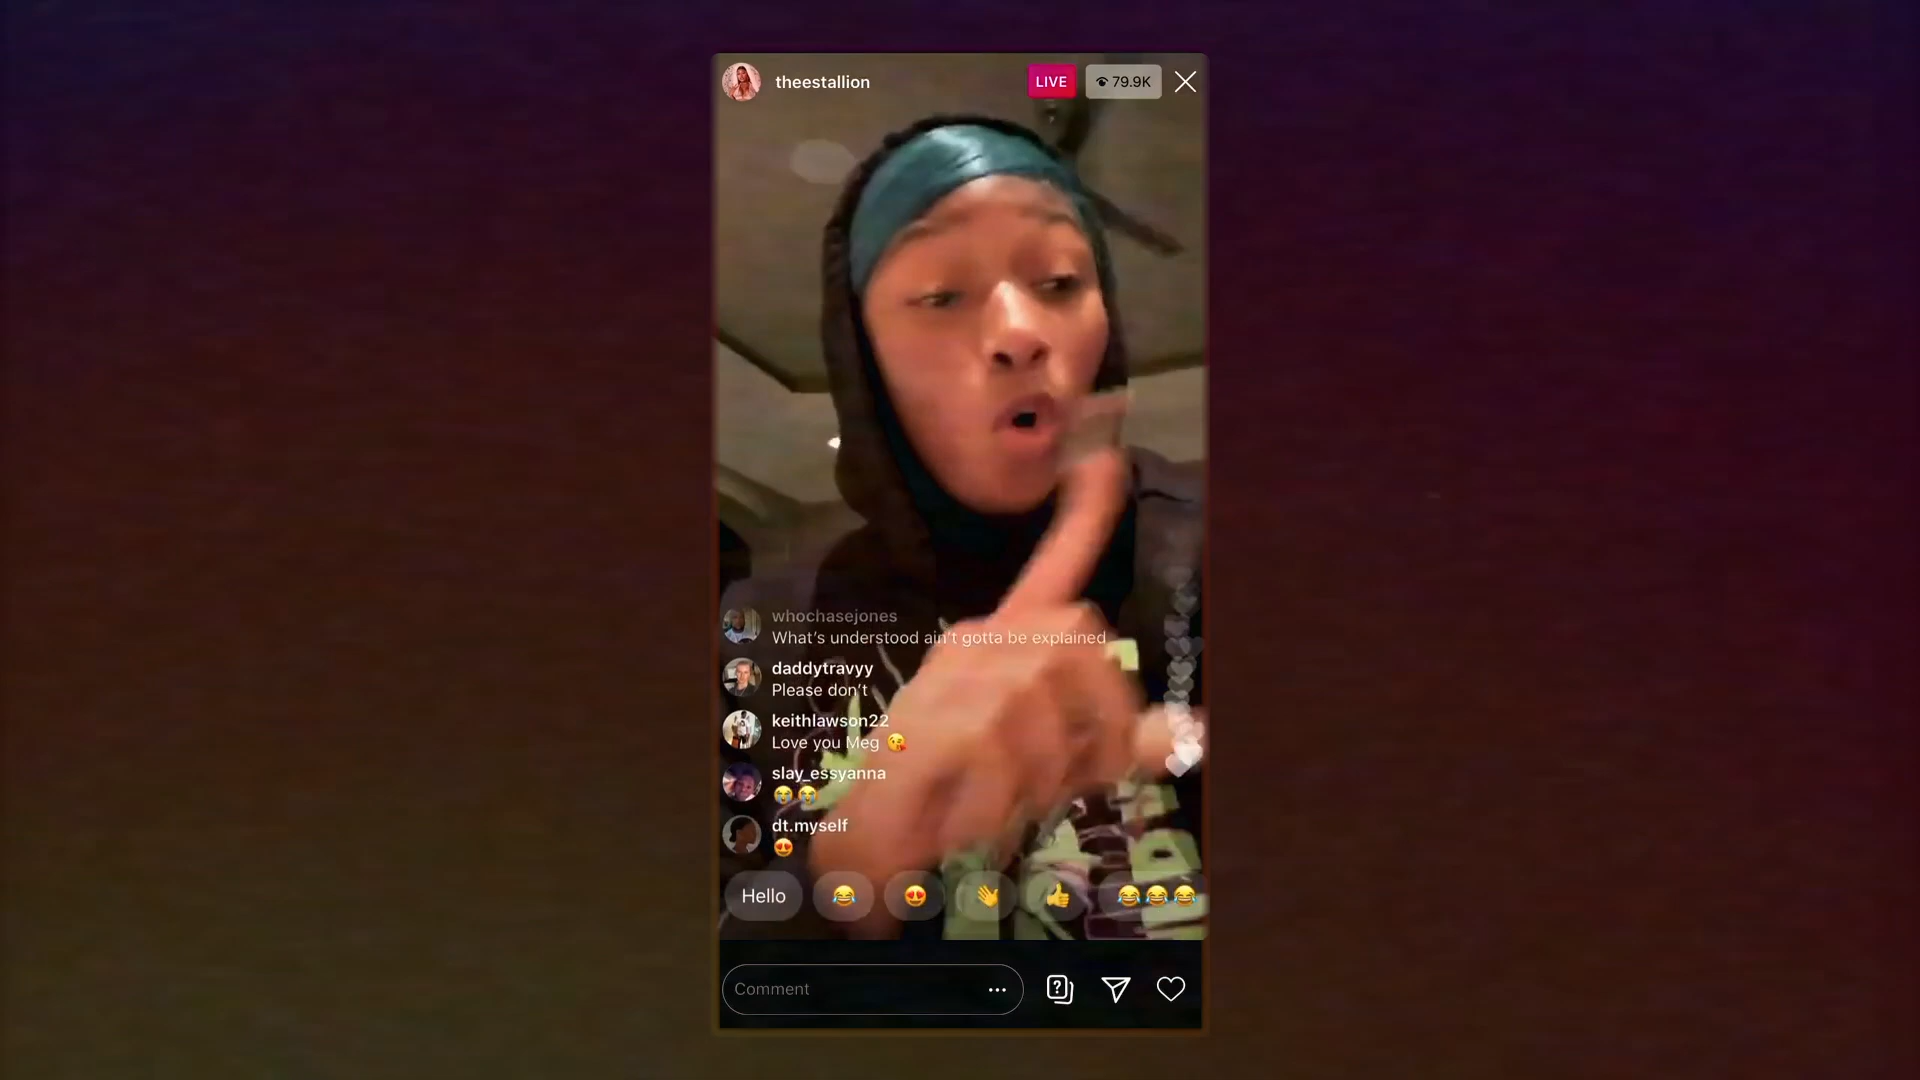 theestallion
LIVE
79.9K
whochasejones
What's understood ain't gotta be explained
daddytravyy
Please don't
keithlawson22
Love you Meg 😘
slay_essyanna
😭😭
dt.myself
😍
Hello 😂 😍 👋 👍 😂😂😂
Comment